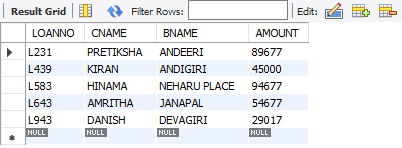 Result Grid Filter Rows: Edit:
LOANNO CNAME BNAME AMOUNT
L231 PRETIKSHA ANDEERI 89677
L439 KIRAN ANDIGIRI 45000
L583 HINAMA NEHARU PLACE 94677
L643 AMRITHA JANAPAL 54677
L943 DANISH DEVAGIRI 29017
NULL NULL NULL NULL